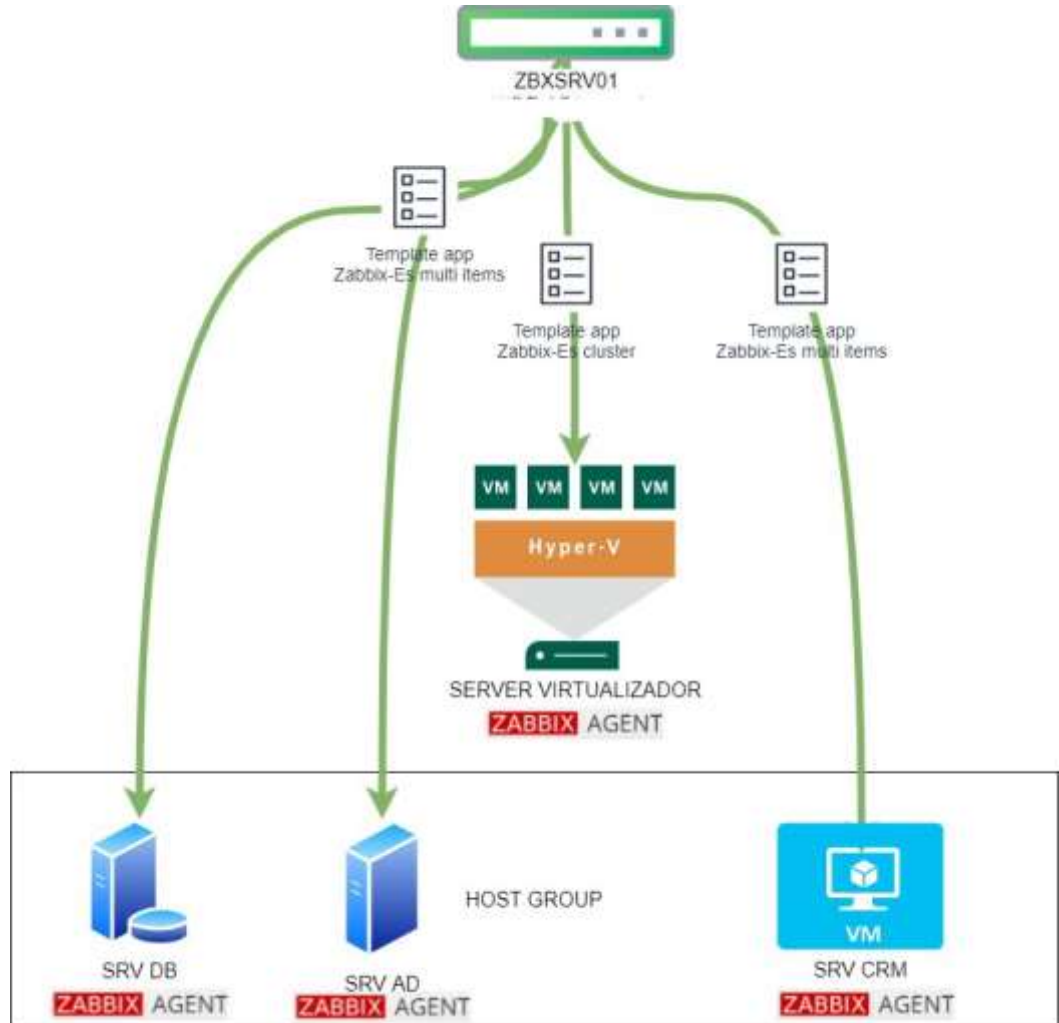 ZBXSRV01
Template app
Zabbix-Es multi items
Template app
Zabbix-Es cluster
Template app
Zabbix-Es multi items
VM VM VM VM
Hyper-V
SERVER VIRTUALIZADOR
ZABBIX AGENT
HOST GROUP
VM
SRV DB
SRV AD
SRV CRM
ZABBIX AGENT
ZABBIX AGENT
ZABBIX AGENT